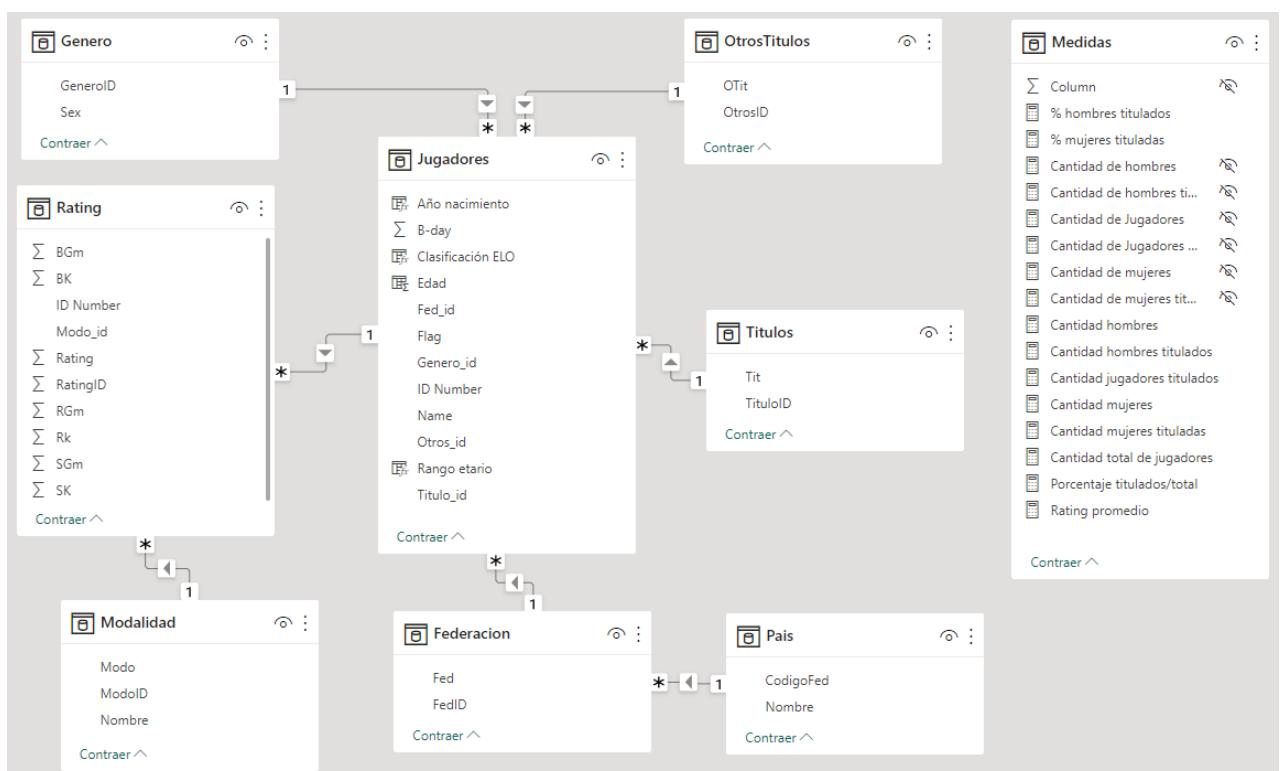 Genero
GeneroID
Sex
Contraer
1
*
OtrosTitulos
OTit
OtrosID
Contraer
1
*
Medidas
Column
% hombres titulados
% mujeres tituladas
Cantidad de hombres
Cantidad de hombres ti...
Cantidad de Jugadores
Cantidad de Jugadores ...
Cantidad de mujeres
Cantidad de mujeres tit...
Cantidad hombres
Cantidad hombres titulados
Cantidad jugadores titulados
Cantidad mujeres
Cantidad mujeres tituladas
Cantidad total de jugadores
Porcentaje titulados/total
Rating promedio
Contraer
Rating
BGm
BK
ID Number
Modo_id
Rating
RatingID
RGm
Rk
SGm
SK
Contraer
*
1
Jugadores
Año nacimiento
B-day
Clasificación ELO
Edad
Fed_id
Flag
Genero_id
ID Number
Name
Otros_id
Rango etario
Titulo_id
Contraer
*
1
Titulos
Tit
TituloID
Contraer
*
1
Modalidad
Modo
ModoID
Nombre
Contraer
*
1
Federacion
Fed
FedID
Contraer
*
1
Pais
CodigoFed
Nombre
Contraer